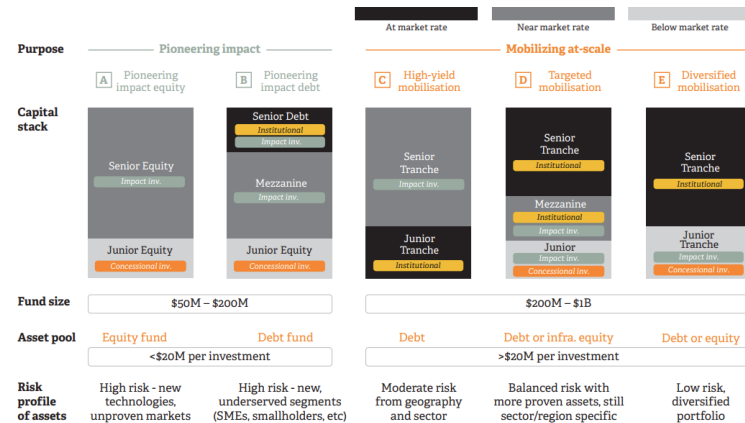 At market rate
Near market rate
Below market rate
Purpose
Pioneering impact
Mobilizing at-scale
A
Pioneering
impact equity
B
Pioneering
impact debt
C
High-yield
mobilisation
D
Targeted
mobilisation
E
Diversified
mobilisation
Capital
stack
Senior Equity
Impact inv.
Junior Equity
Concessional inv.
Senior Debt
Institutional
Impact inv.
Mezzanine
Impact inv.
Junior Equity
Concessional inv.
Senior
Tranche
Impact inv.
Junior
Tranche
Institutional
Senior
Tranche
Institutional
Mezzanine
Institutional
Impact inv.
Junior
Impact inv.
Concessional inv.
Senior
Tranche
Institutional
Junior
Tranche
Impact inv.
Concessional inv.
Fund size
$50M – $200M
$200M – $1B
Asset pool
Equity fund
Debt fund
Debt
Debt or infra. equity
Debt or equity
<$20M per investment
>$20M per investment
Risk
profile
of assets
High risk - new
technologies,
unproven markets
High risk - new,
underserved segments
(SMEs, smallholders, etc)
Moderate risk
from geography
and sector
Balanced risk with
more proven assets, still
sector/region specific
Low risk,
diversified
portfolio